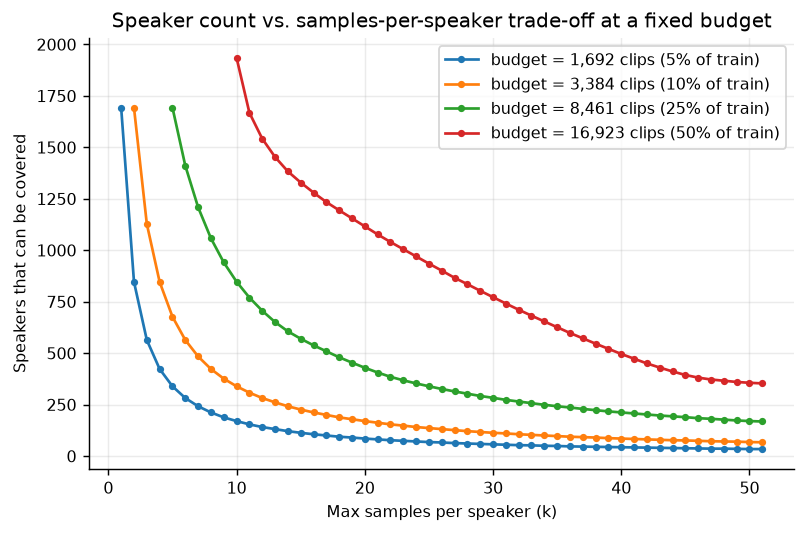 Speaker count vs. samples-per-speaker trade-off at a fixed budget
budget = 1,692 clips (5% of train)
budget = 3,384 clips (10% of train)
budget = 8,461 clips (25% of train)
budget = 16,923 clips (50% of train)
Speakers that can be covered
2000
1750
1500
1250
1000
750
500
250
0
0 10 20 30 40 50
Max samples per speaker (k)